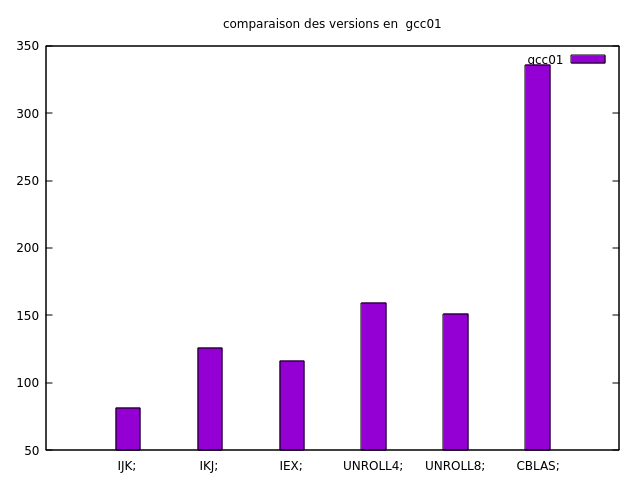 comparaison des versions en  gcc01
gcc01
350
300
250
200
150
100
50
IJK; IKJ; IEX; UNROLL4; UNROLL8; CBLAS;